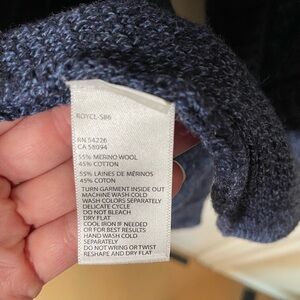 ROYCE-S86
RN 54226
CA 58094
55% MERINO WOOL
45% COTTON
55% LAINES DE MÉRINOS
45% COTON
TURN GARMENT INSIDE OUT
MACHINE WASH COLD
WASH COLORS SEPARATELY
DELICATE CYCLE
DO NOT BLEACH
DRY FLAT
COOL IRON IF NEEDED
OR FOR BEST RESULTS
HAND WASH COLD
SEPARATELY
DO NOT WRING OR TWIST
RESHAPE AND DRY FLAT